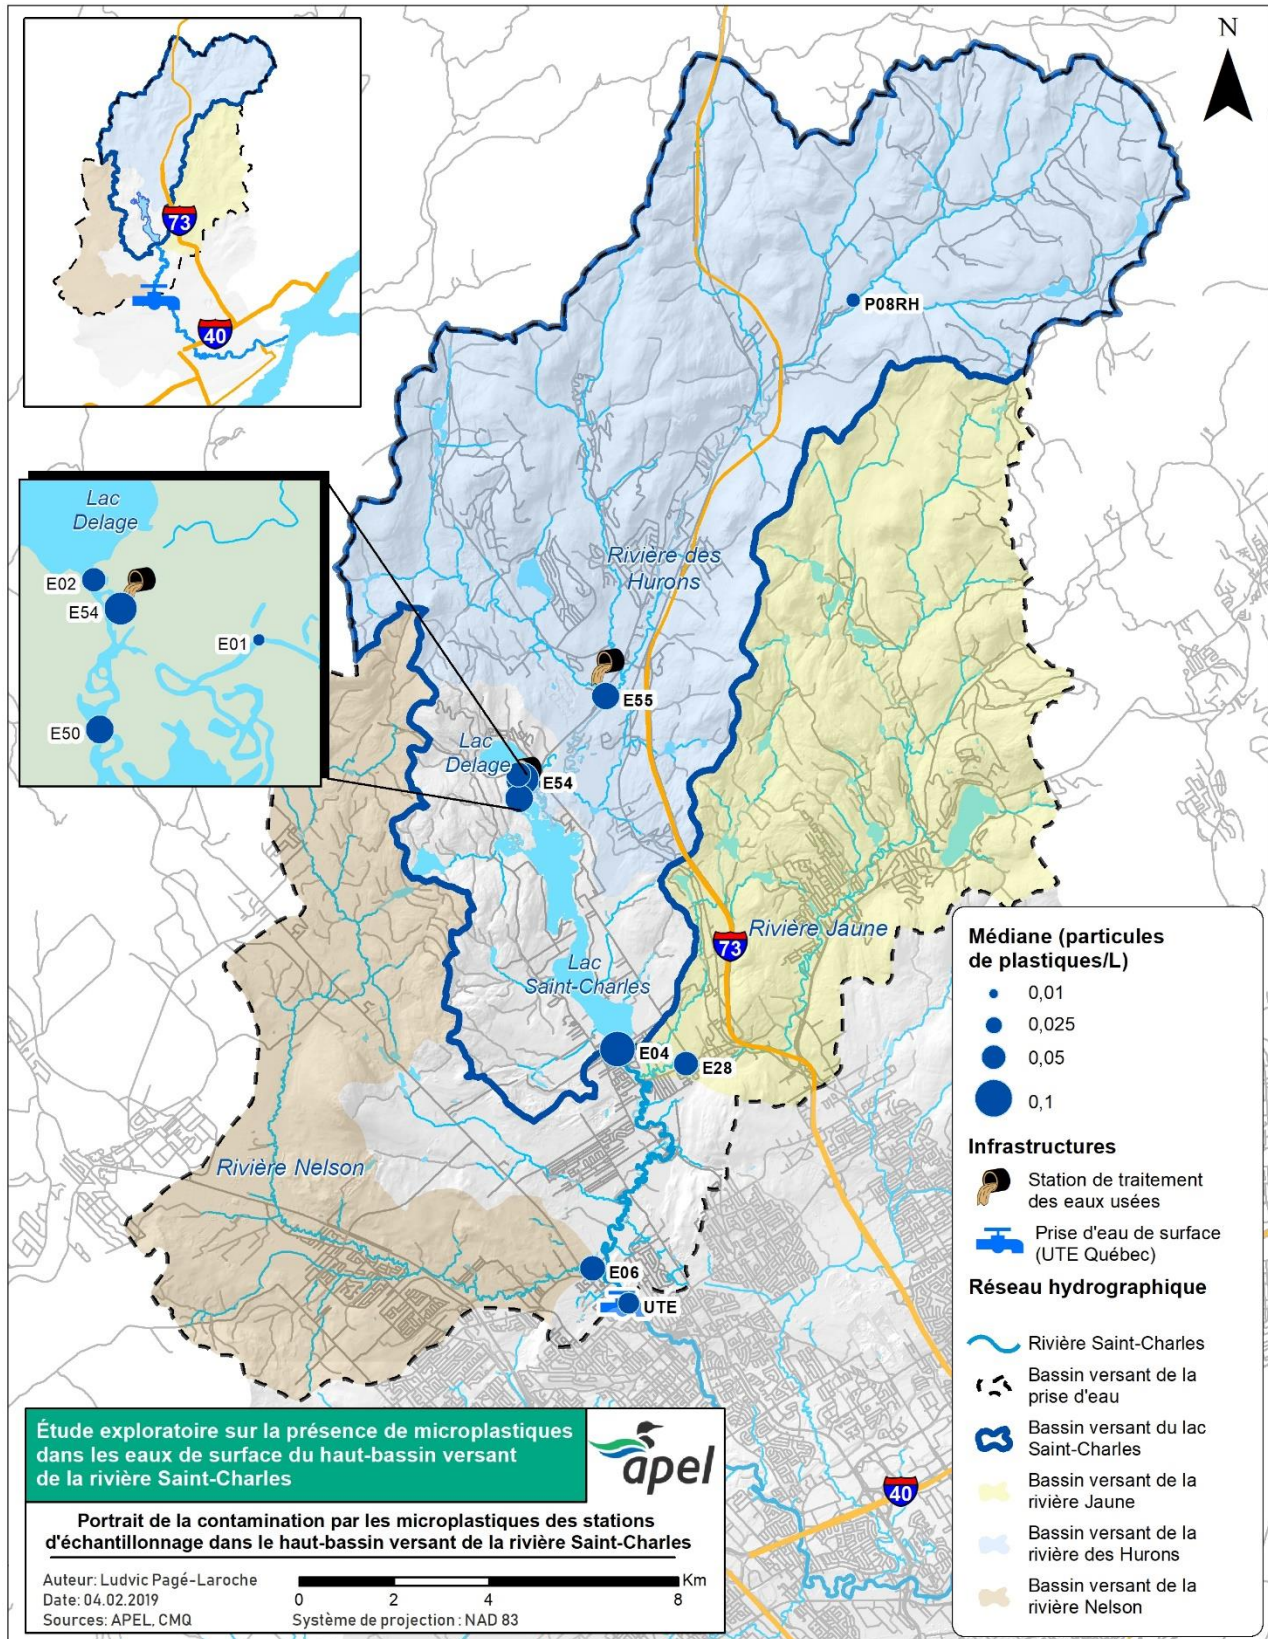 N
73
40
P08RH
Lac
Delage
E02
E54
E01
E50
Rivière des
Hurons
E55
Lac
Delage
E54
Rivière Jaune
73
Lac
Saint-Charles
E04
E28
Rivière Nelson
E06
UTE
40
Médiane (particules
de plastiques/L)
0,01
0,025
0,05
0,1
Infrastructures
Station de traitement
des eaux usées
Prise d'eau de surface
(UTE Québec)
Réseau hydrographique
Rivière Saint-Charles
Bassin versant de la
prise d'eau
Bassin versant du lac
Saint-Charles
Bassin versant de la
rivière Jaune
Bassin versant de la
rivière des Hurons
Bassin versant de la
rivière Nelson
Étude exploratoire sur la présence de microplastiques
dans les eaux de surface du haut-bassin versant
de la rivière Saint-Charles
apel
Portrait de la contamination par les microplastiques des stations
d'échantillonnage dans le haut-bassin versant de la rivière Saint-Charles
Auteur: Ludvic Pagé-Laroche
Date: 04.02.2019
Sources: APEL, CMQ
Km
0 2 4 8
Système de projection : NAD 83